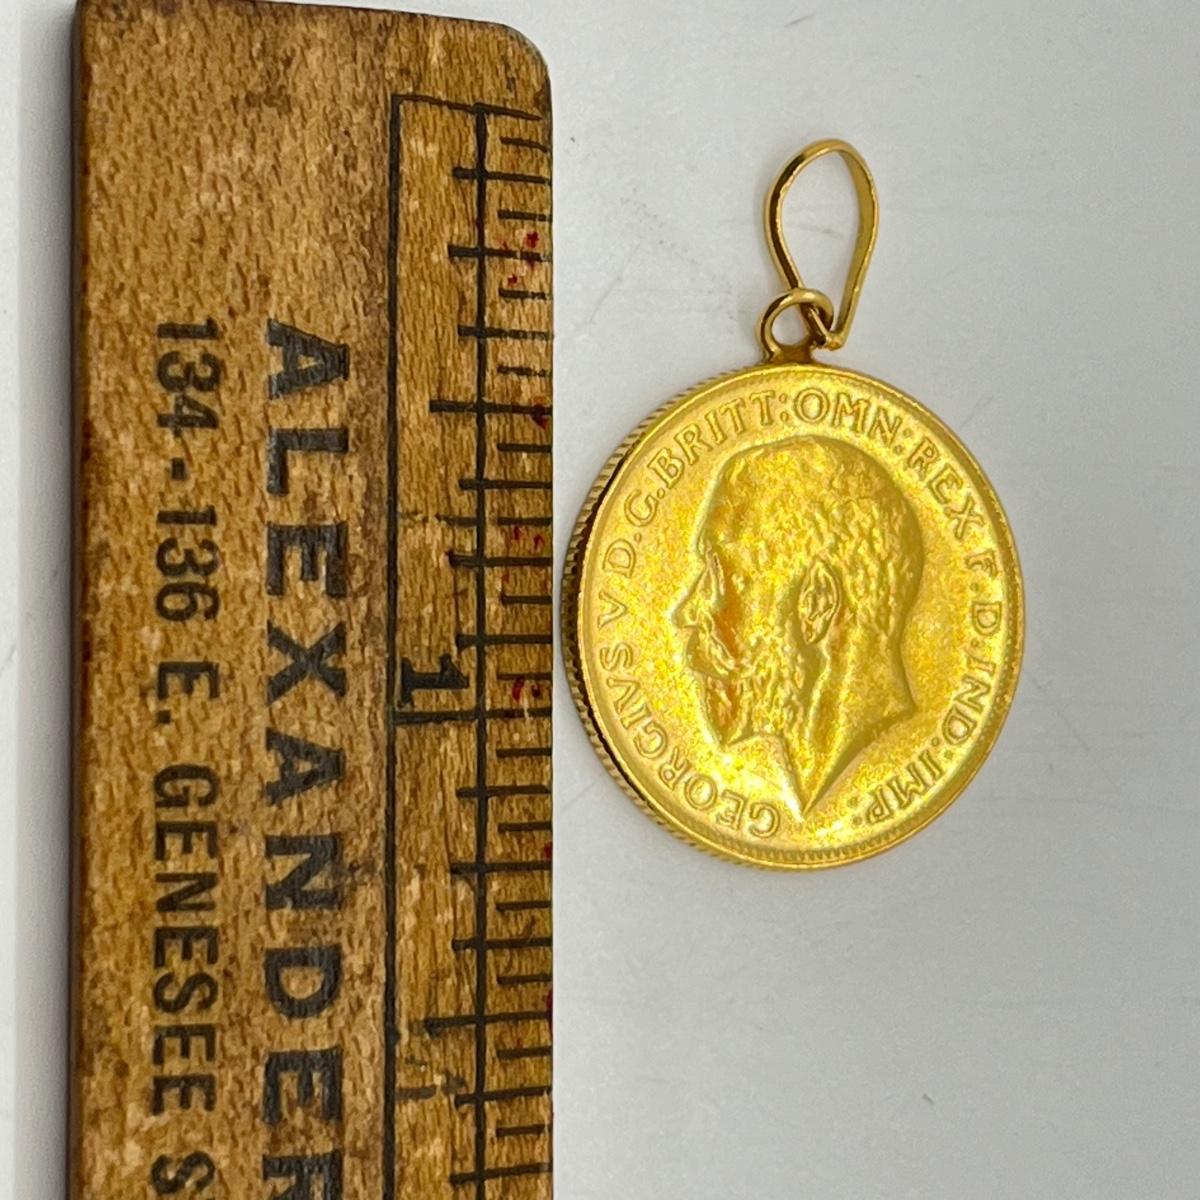 ALEXANDER
134-136 E. GENESEE S
1
GEORGIVS V D.G.BRITT:OMN:REX F.D:IND:IMP: